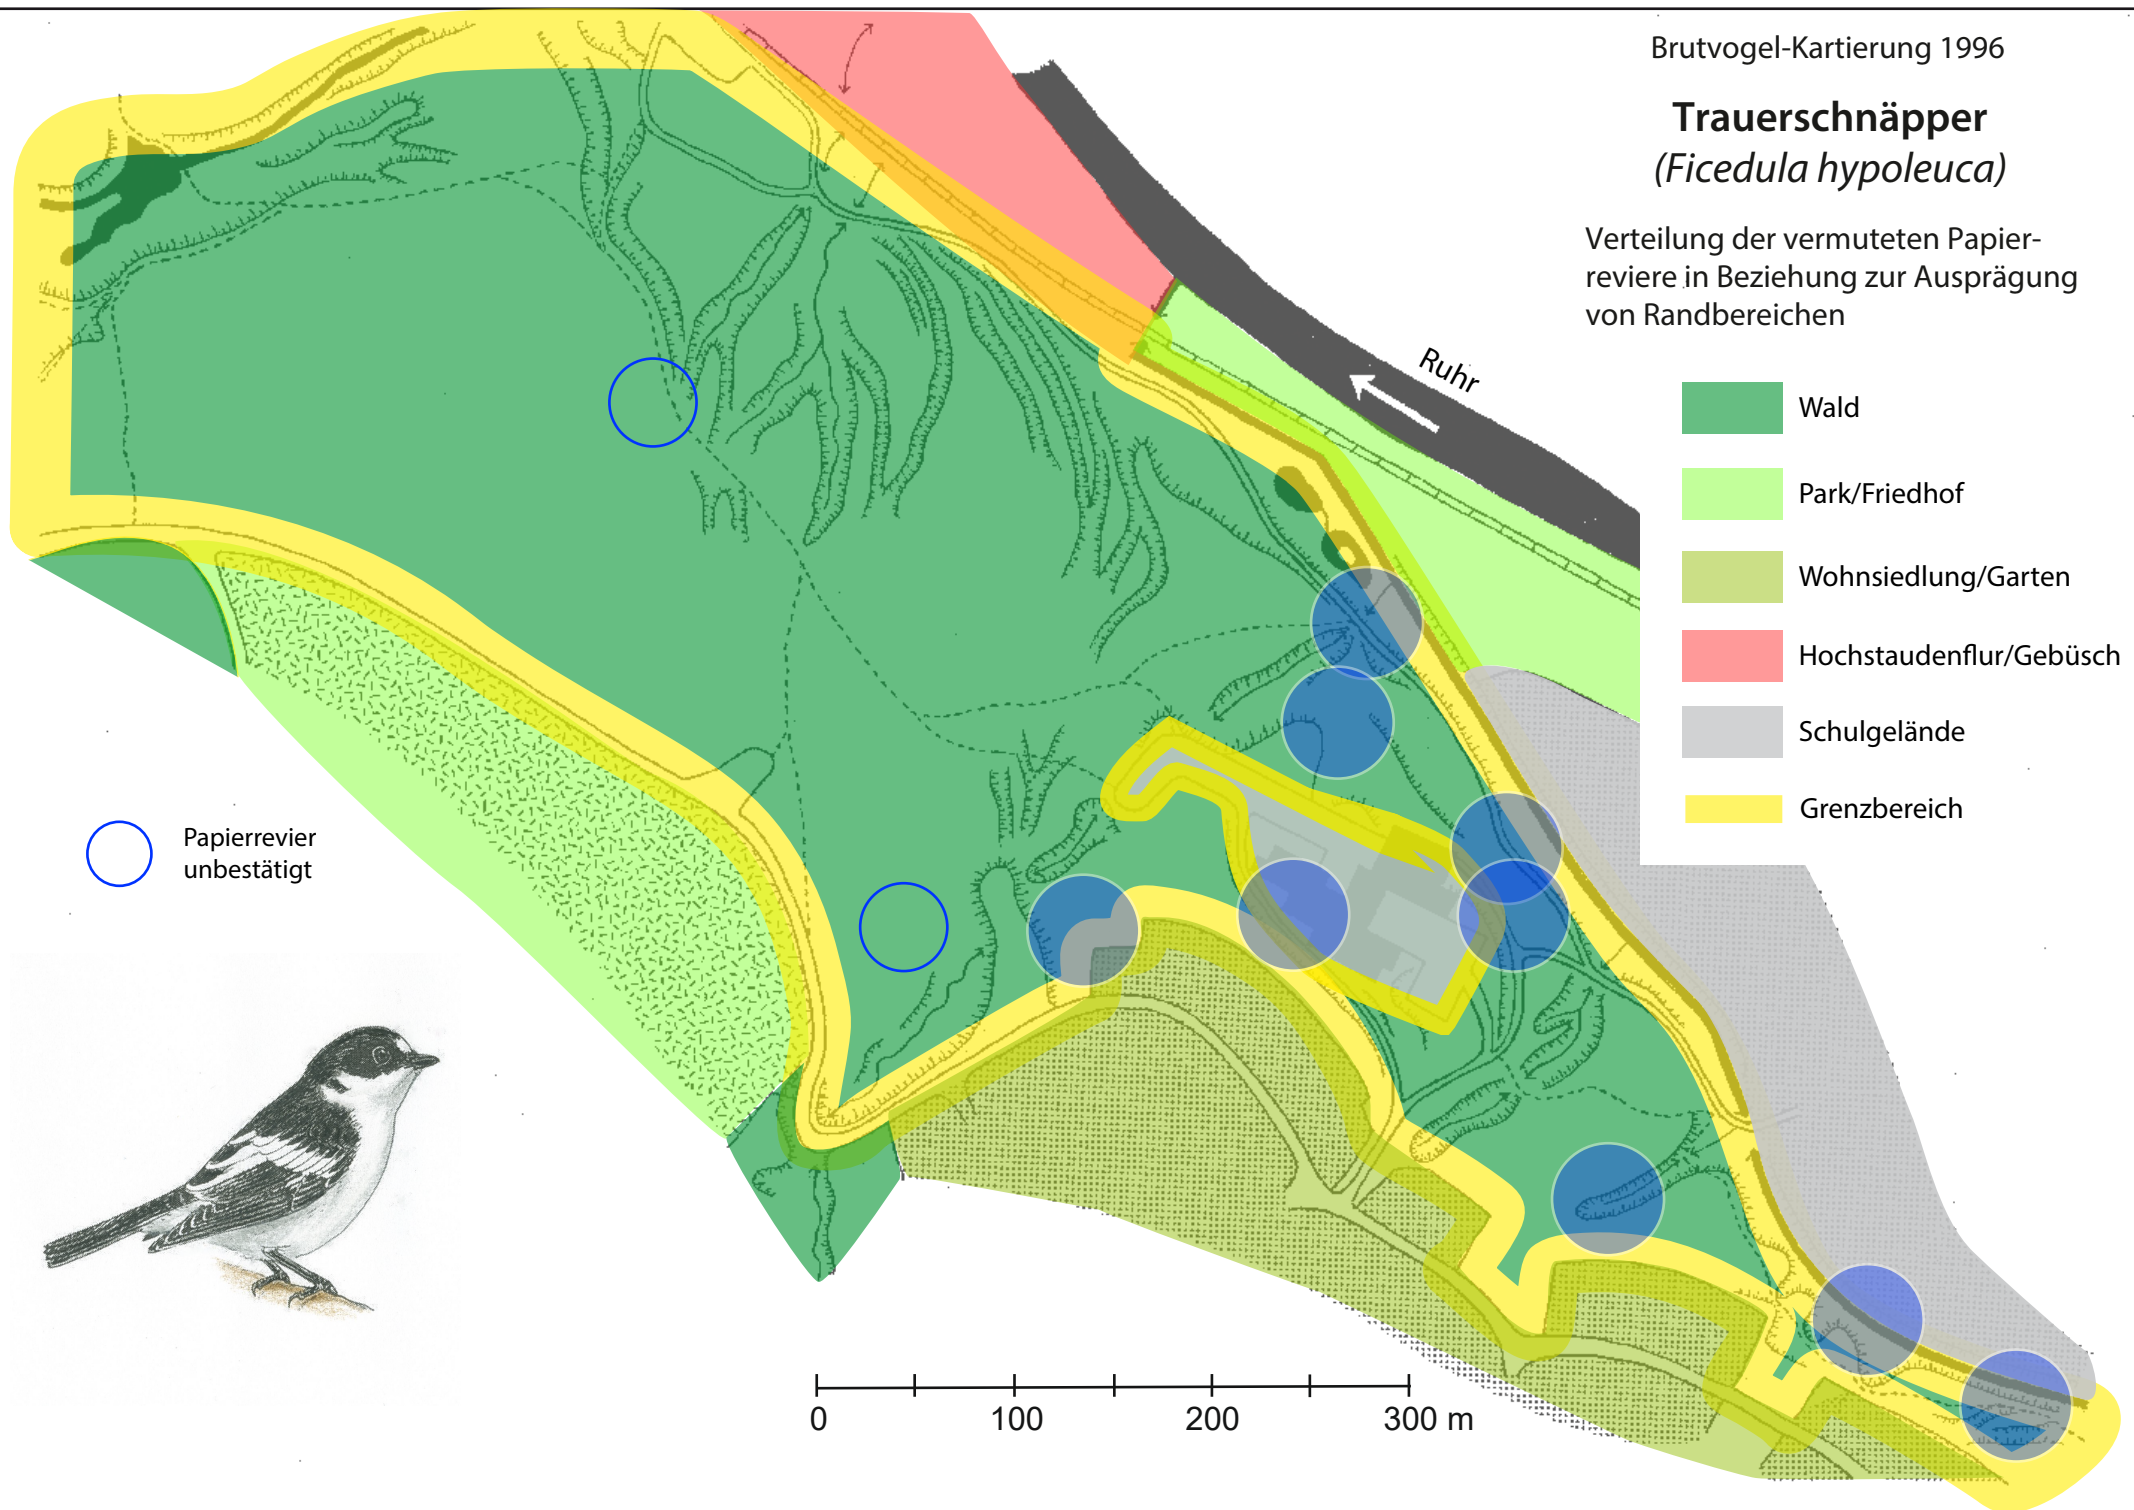 Brutvogel-Kartierung 1996
Trauerschnäpper
(Ficedula hypoleuca)
Verteilung der vermuteten Papier-
reviere in Beziehung zur Ausprägung
von Randbereichen
Ruhr
Wald
Park/Friedhof
Wohnsiedlung/Garten
Hochstaudenflur/Gebüsch
Schulgelände
Grenzbereich
Papierrevier
unbestätigt
0 100 200 300 m